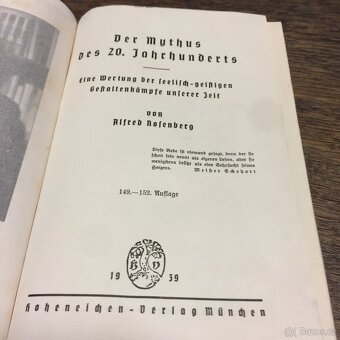 Der Mythus
des 20. Jahrhunderts
Eine Wertung der seelisch-geistigen
Gestaltenkämpfe unserer Zeit
von
Alfred Rosenberg
Diese Rede ist niemand gesagt, denn der sie
schon sein nennt als eigenes Leben, oder sie
wenigstens besitzt als eine Sehnsucht seines
Herzens.
Meister Eckehart
149.—152. Auflage
H V
19 39
Hoheneichen-Verlag München